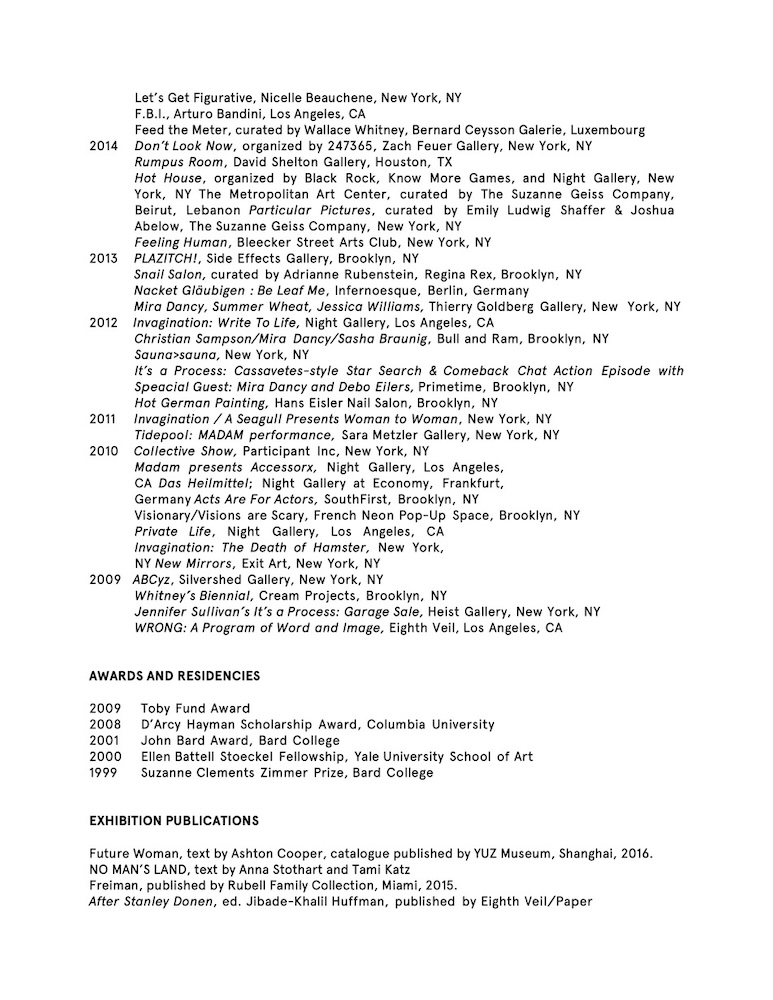 Let's Get Figurative, Nicelle Beauchene, New York, NY
F.B.I., Arturo Bandini, Los Angeles, CA
Feed the Meter, curated by Wallace Whitney, Bernard Ceysson Galerie, Luxembourg
2014 Don't Look Now, organized by 247365, Zach Feuer Gallery, New York, NY
Rumpus Room, David Shelton Gallery, Houston, TX
Hot House, organized by Black Rock, Know More Games, and Night Gallery, New
York, NY The Metropolitan Art Center, curated by The Suzanne Geiss Company,
Beirut, Lebanon Particular Pictures, curated by Emily Ludwig Shaffer & Joshua
Abelow, The Suzanne Geiss Company, New York, NY
Feeling Human, Bleecker Street Arts Club, New York, NY
2013 PLAZITCH!, Side Effects Gallery, Brooklyn, NY
Snail Salon, curated by Adrianne Rubenstein, Regina Rex, Brooklyn, NY
Nacket Gläubigen : Be Leaf Me, Infernoesque, Berlin, Germany
Mira Dancy, Summer Wheat, Jessica Williams, Thierry Goldberg Gallery, New York, NY
2012 Invagination: Write To Life, Night Gallery, Los Angeles, CA
Christian Sampson/Mira Dancy/Sasha Braunig, Bull and Ram, Brooklyn, NY
Sauna>sauna, New York, NY
It's a Process: Cassavetes-style Star Search & Comeback Chat Action Episode with
Speacial Guest: Mira Dancy and Debo Eilers, Primetime, Brooklyn, NY
Hot German Painting, Hans Eisler Nail Salon, Brooklyn, NY
2011 Invagination / A Seagull Presents Woman to Woman, New York, NY
Tidepool: MADAM performance, Sara Metzler Gallery, New York, NY
2010 Collective Show, Participant Inc, New York, NY
Madam presents Accessorx, Night Gallery, Los Angeles,
CA Das Heilmittel; Night Gallery at Economy, Frankfurt,
Germany Acts Are For Actors, SouthFirst, Brooklyn, NY
Visionary/Visions are Scary, French Neon Pop-Up Space, Brooklyn, NY
Private Life, Night Gallery, Los Angeles, CA
Invagination: The Death of Hamster, New York,
NY New Mirrors, Exit Art, New York, NY
2009 ABCyz, Silvershed Gallery, New York, NY
Whitney's Biennial, Cream Projects, Brooklyn, NY
Jennifer Sullivan's It's a Process: Garage Sale, Heist Gallery, New York, NY
WRONG: A Program of Word and Image, Eighth Veil, Los Angeles, CA
AWARDS AND RESIDENCIES
2009 Toby Fund Award
2008 D'Arcy Hayman Scholarship Award, Columbia University
2001 John Bard Award, Bard College
2000 Ellen Battell Stoeckel Fellowship, Yale University School of Art
1999 Suzanne Clements Zimmer Prize, Bard College
EXHIBITION PUBLICATIONS
Future Woman, text by Ashton Cooper, catalogue published by YUZ Museum, Shanghai, 2016.
NO MAN'S LAND, text by Anna Stothart and Tami Katz
Freiman, published by Rubell Family Collection, Miami, 2015.
After Stanley Donen, ed. Jibade-Khalil Huffman, published by Eighth Veil/Paper